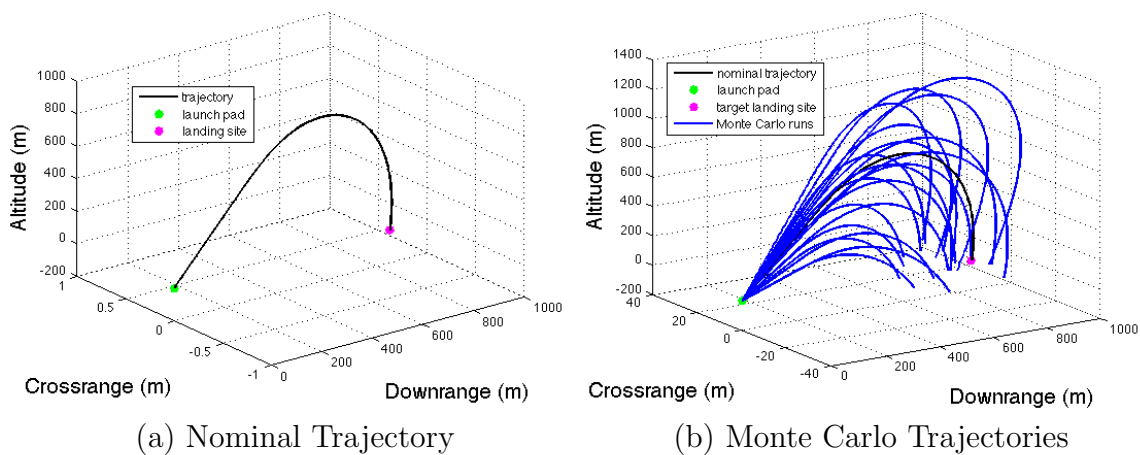 1000
800
600
400
200
0
-200
Altitude (m)
trajectory
launch pad
landing site
1
0.5
0
-0.5
-1
Crossrange (m)
0
200
400
600
800
1000
Downrange (m)
(a) Nominal Trajectory
1400
1200
1000
800
600
400
200
0
-200
Altitude (m)
nominal trajectory
launch pad
target landing site
Monte Carlo runs
40
20
0
-20
-40
Crossrange (m)
0
200
400
600
800
1000
Downrange (m)
(b) Monte Carlo Trajectories